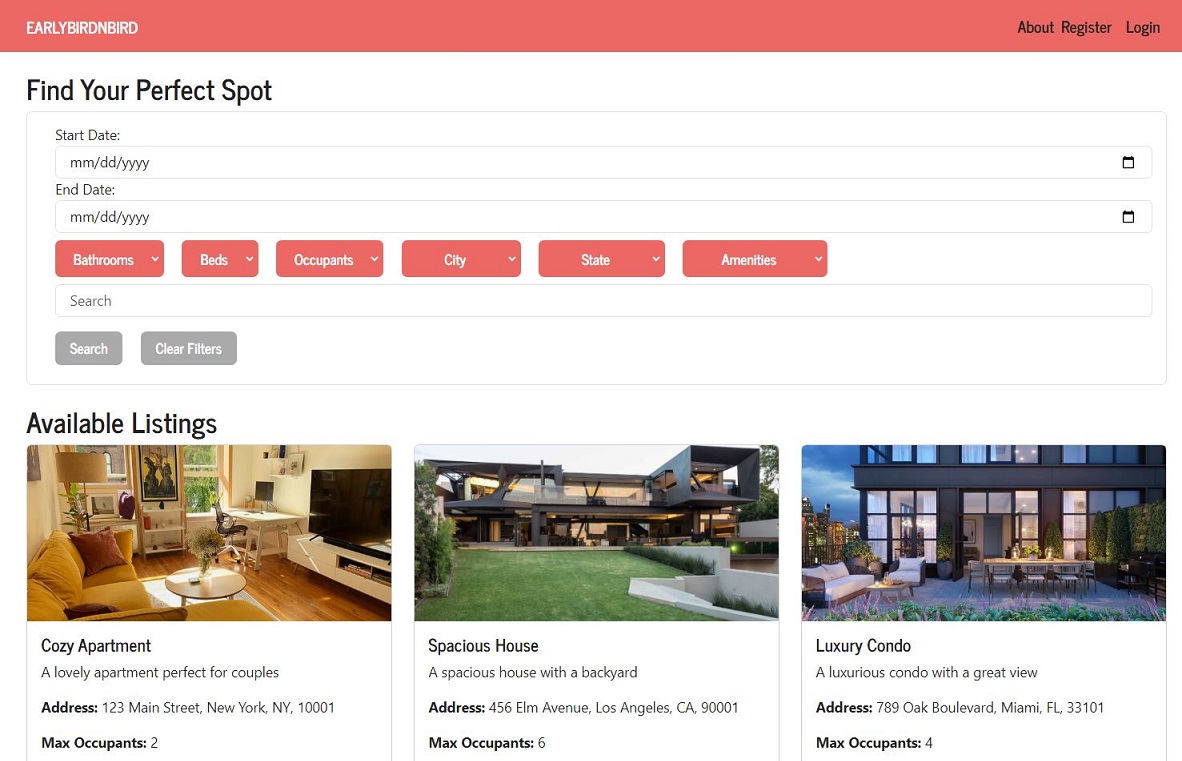 EARLYBIRDNBIRD About Register Login
Find Your Perfect Spot
Start Date:
mm/dd/yyyy
End Date:
mm/dd/yyyy
Bathrooms Beds Occupants City State Amenities
Search
Search Clear Filters
Available Listings
Cozy Apartment
A lovely apartment perfect for couples
Address: 123 Main Street, New York, NY, 10001
Max Occupants: 2
Spacious House
A spacious house with a backyard
Address: 456 Elm Avenue, Los Angeles, CA, 90001
Max Occupants: 6
Luxury Condo
A luxurious condo with a great view
Address: 789 Oak Boulevard, Miami, FL, 33101
Max Occupants: 4